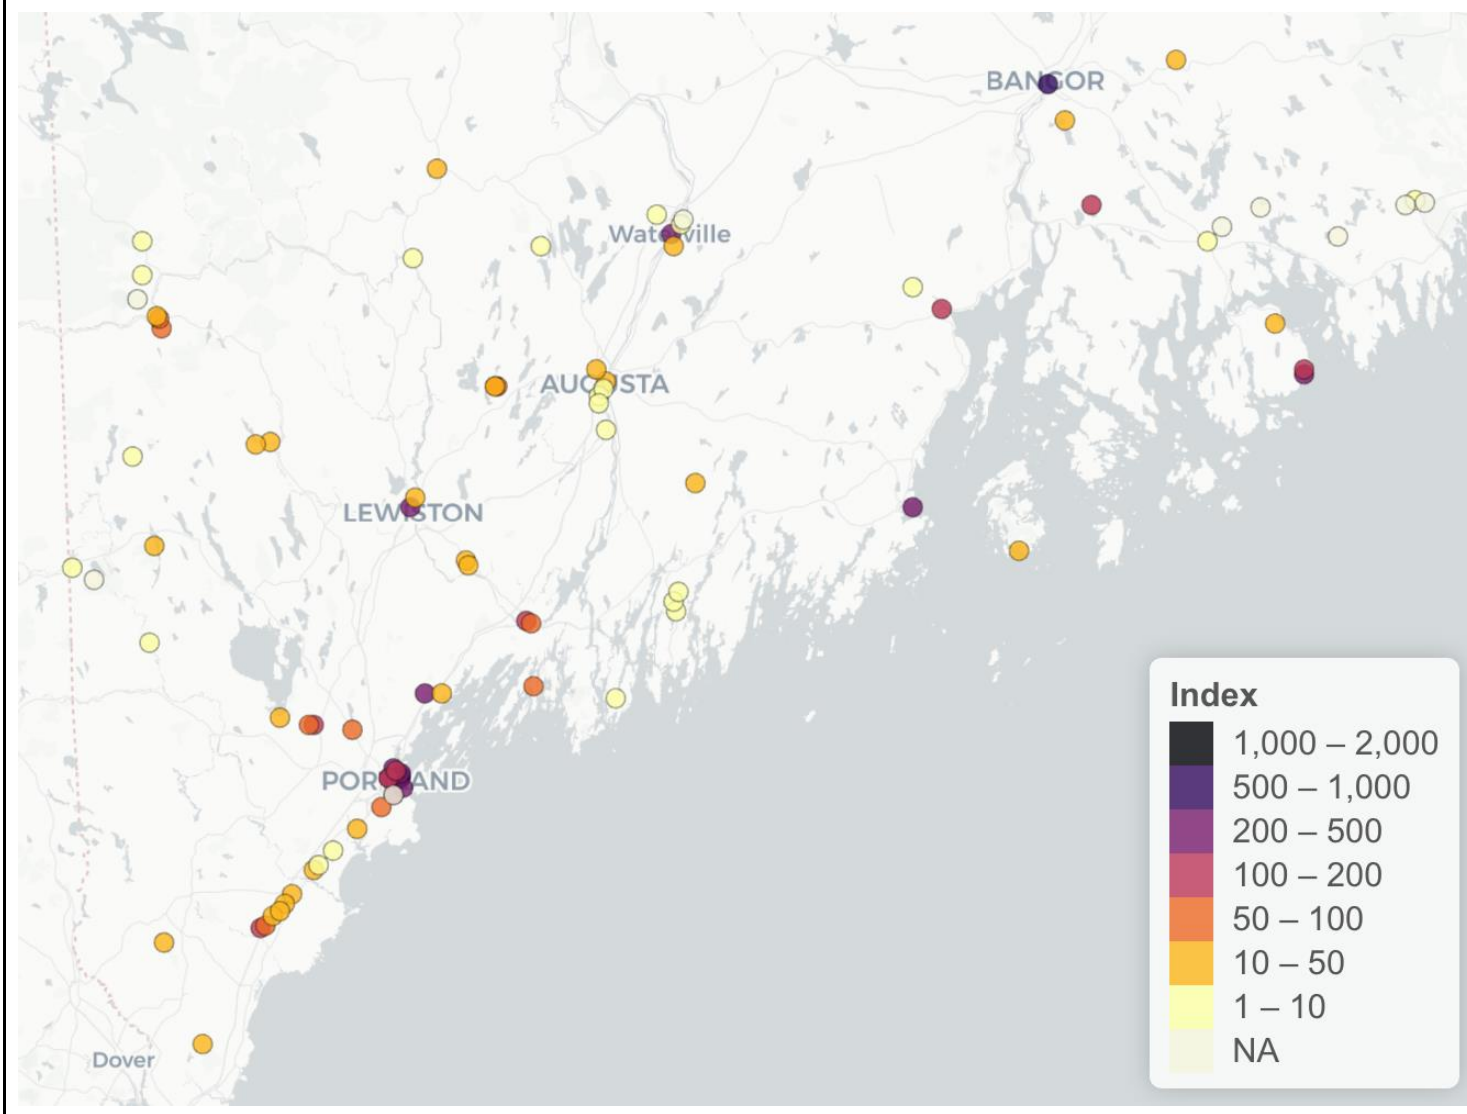 BANGOR
Waterville
AUGUSTA
LEWISTON
PORTLAND
Dover
Index
1,000 – 2,000
500 – 1,000
200 – 500
100 – 200
50 – 100
10 – 50
1 – 10
NA